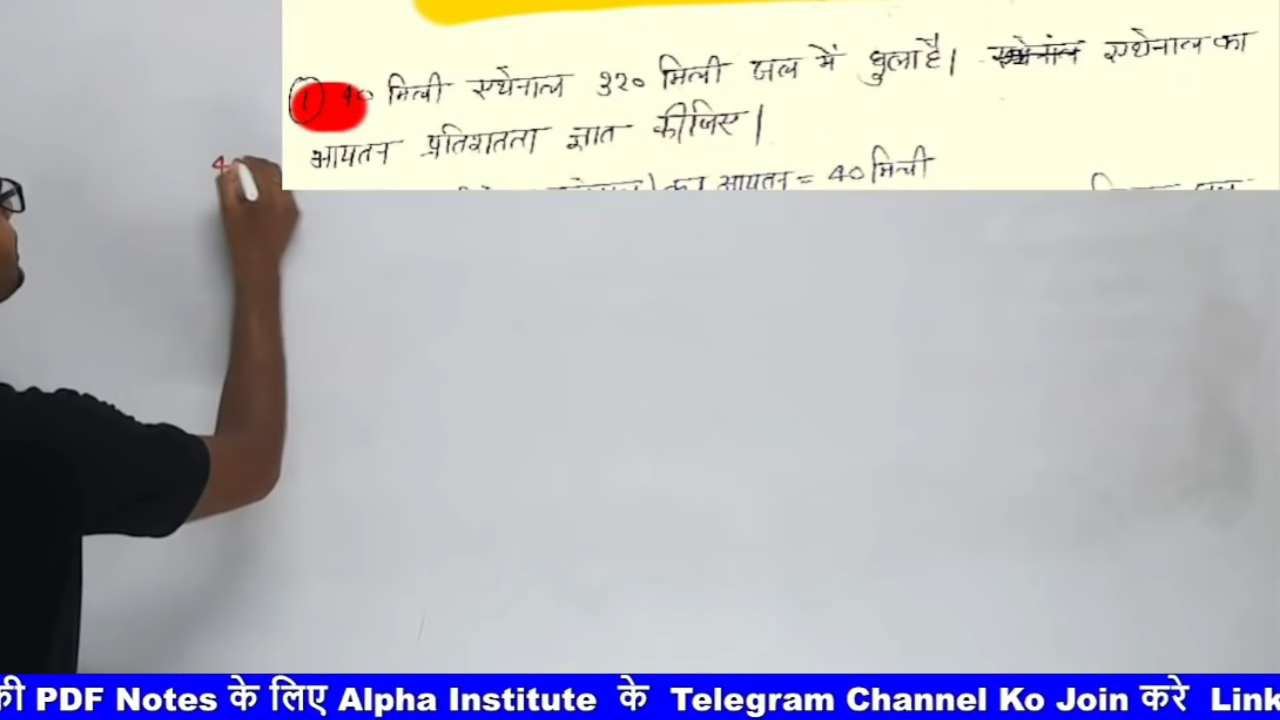 ① 40 मिली एथेनाल 320 मिली जल में धुला है। एथेनाल का
आयतन प्रतिशतता ज्ञात कीजिए।
का आयतन = 40 मिली
4
की PDF Notes के लिए Alpha Institute के Telegram Channel Ko Join करे Link